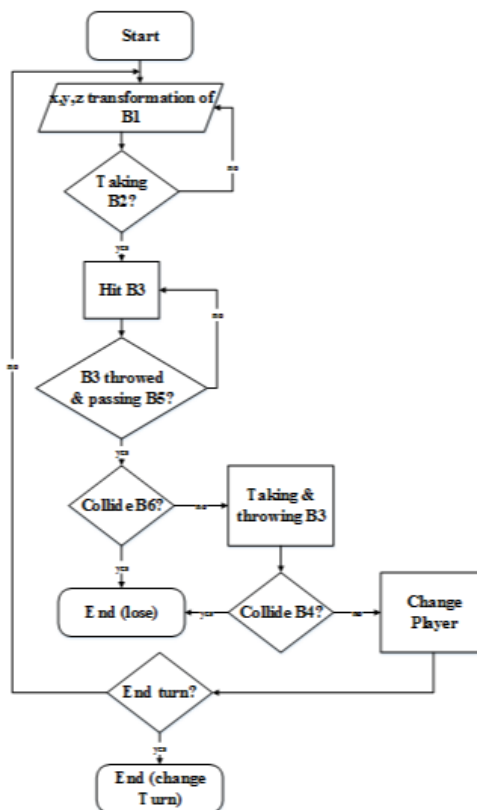 Start
x,y,z transformation of
B1
no
Taking
B2?
yes
Hit B3
no
no
B3 throwed
& passing B5?
yes
Collide B6?
no
Taking &
throwing B3
yes
End (lose)
yes
Collide B4?
no
Change
Player
End turn?
yes
End (change
Turn)